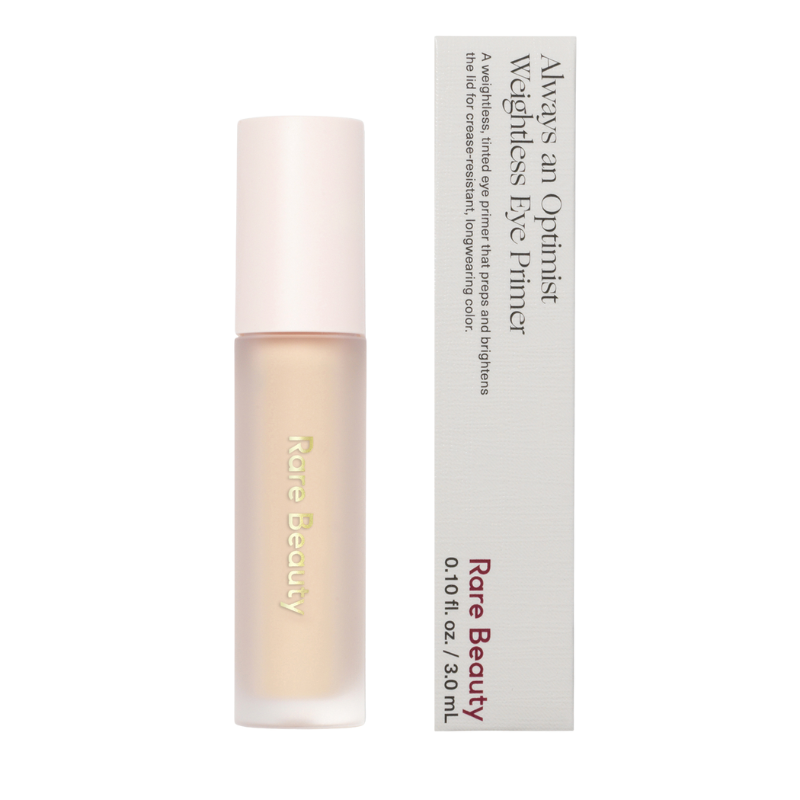 Rare Beauty
Always an Optimist
Weightless Eye Primer
A weightless, tinted eye primer that preps and brightens
the lid for crease-resistant, longwearing color.
Rare Beauty
0.10 fl. oz. / 3.0 mL